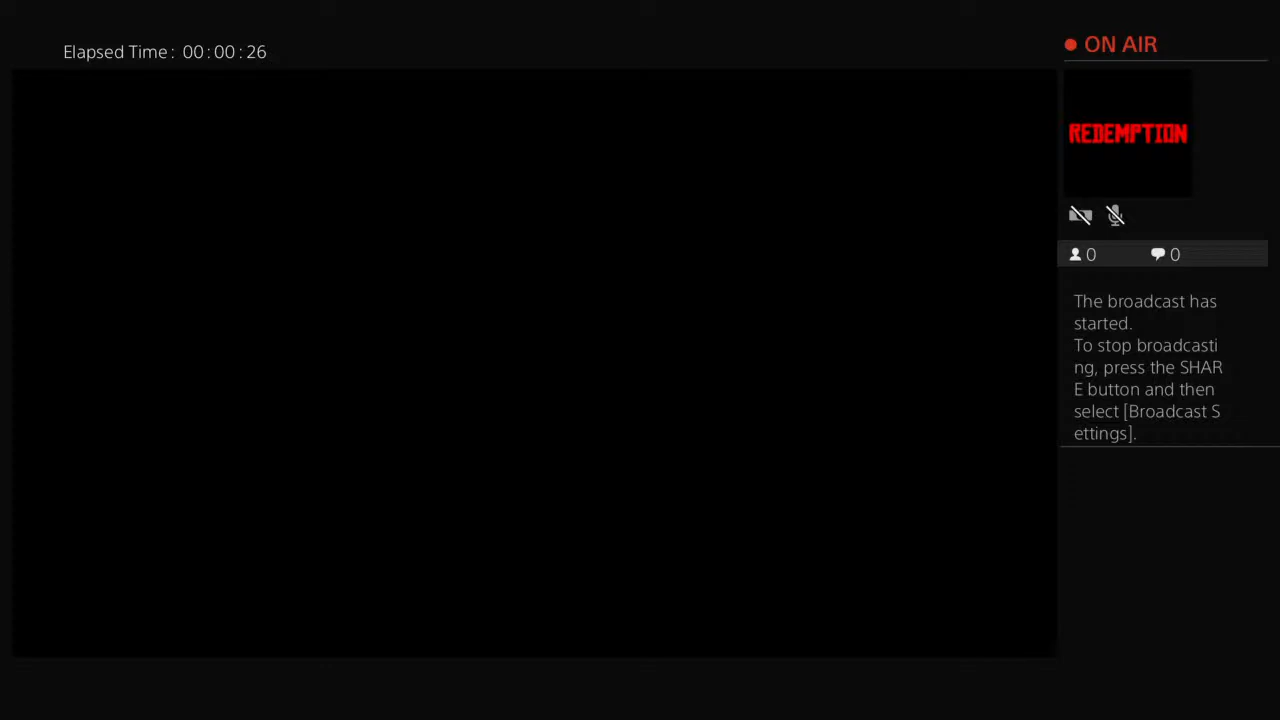 Elapsed Time: 00:00:26
ON AIR
REDEMPTION
0 0
The broadcast has
started.
To stop broadcasti
ng, press the SHAR
E button and then
select [Broadcast S
ettings].